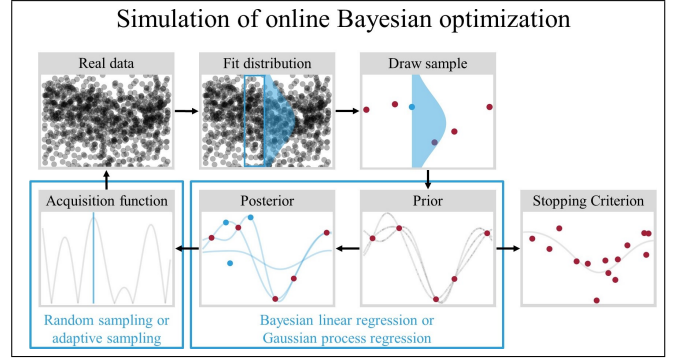 Simulation of online Bayesian optimization
Real data
Fit distribution
Draw sample
Acquisition function
Posterior
Prior
Stopping Criterion
Random sampling or
adaptive sampling
Bayesian linear regression or
Gaussian process regression